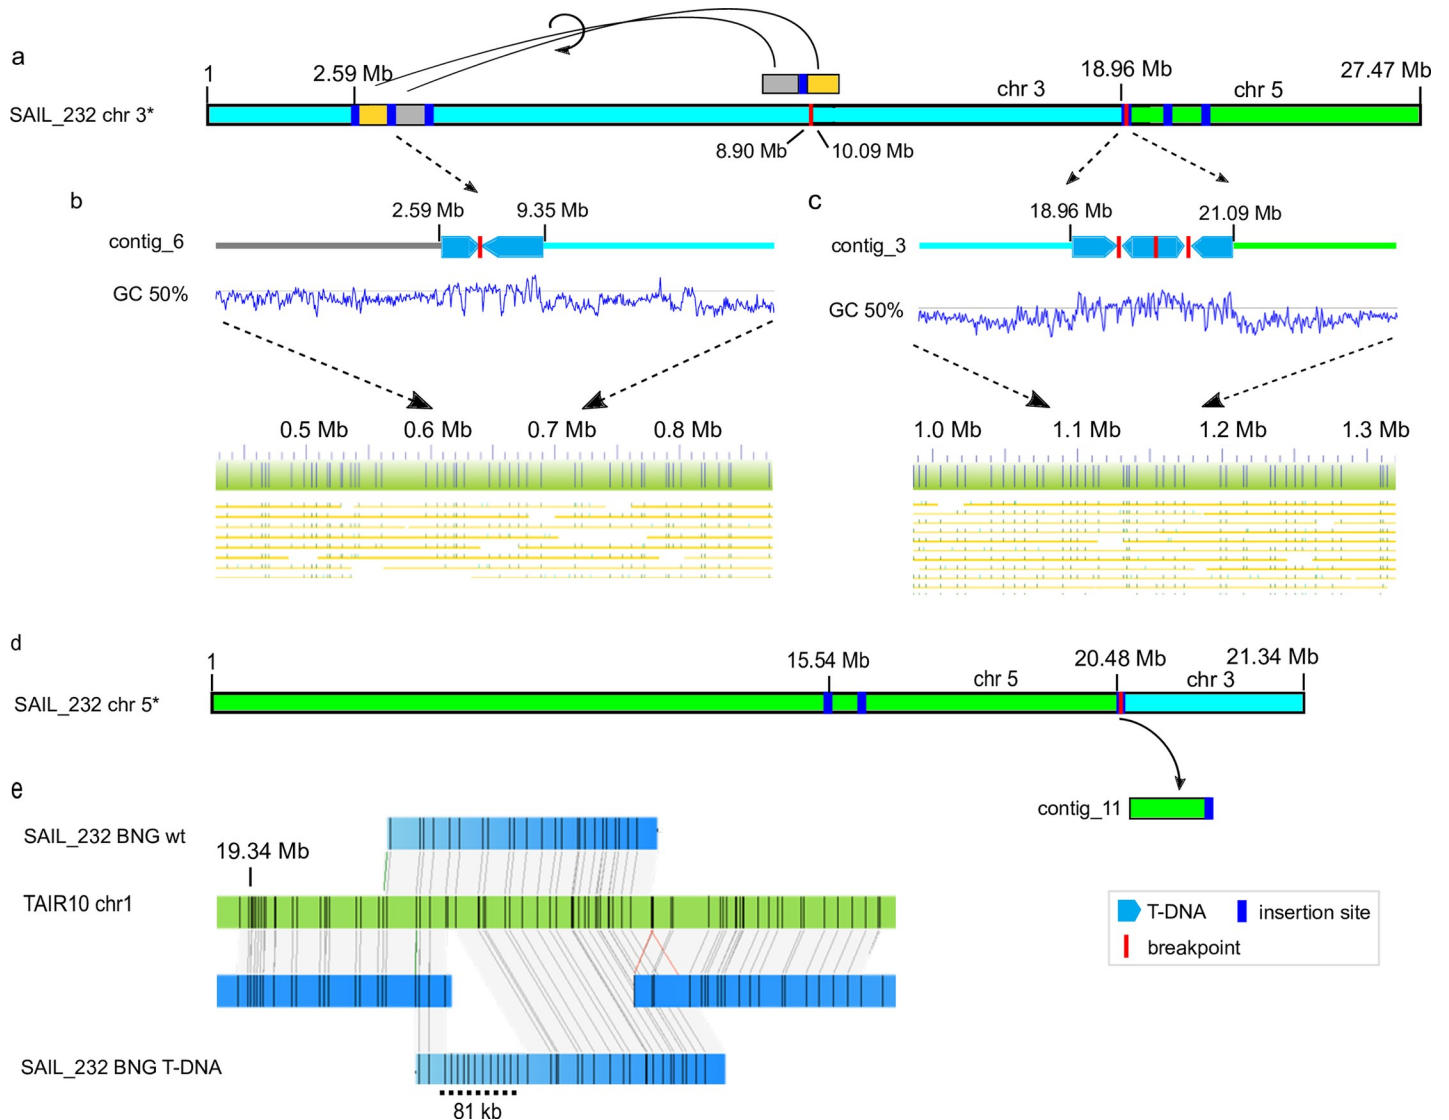 a
1
2.59 Mb
chr 3
18.96 Mb
chr 5
27.47 Mb
SAIL_232 chr 3*
8.90 Mb
10.09 Mb
b
2.59 Mb
9.35 Mb
contig_6
GC 50%
0.5 Mb 0.6 Mb 0.7 Mb 0.8 Mb
c
18.96 Mb
21.09 Mb
contig_3
GC 50%
1.0 Mb 1.1 Mb 1.2 Mb 1.3 Mb
d
1
15.54 Mb
chr 5
20.48 Mb
chr 3
21.34 Mb
SAIL_232 chr 5*
contig_11
e
SAIL_232 BNG wt
19.34 Mb
TAIR10 chr1
SAIL_232 BNG T-DNA
81 kb
T-DNA
insertion site
breakpoint